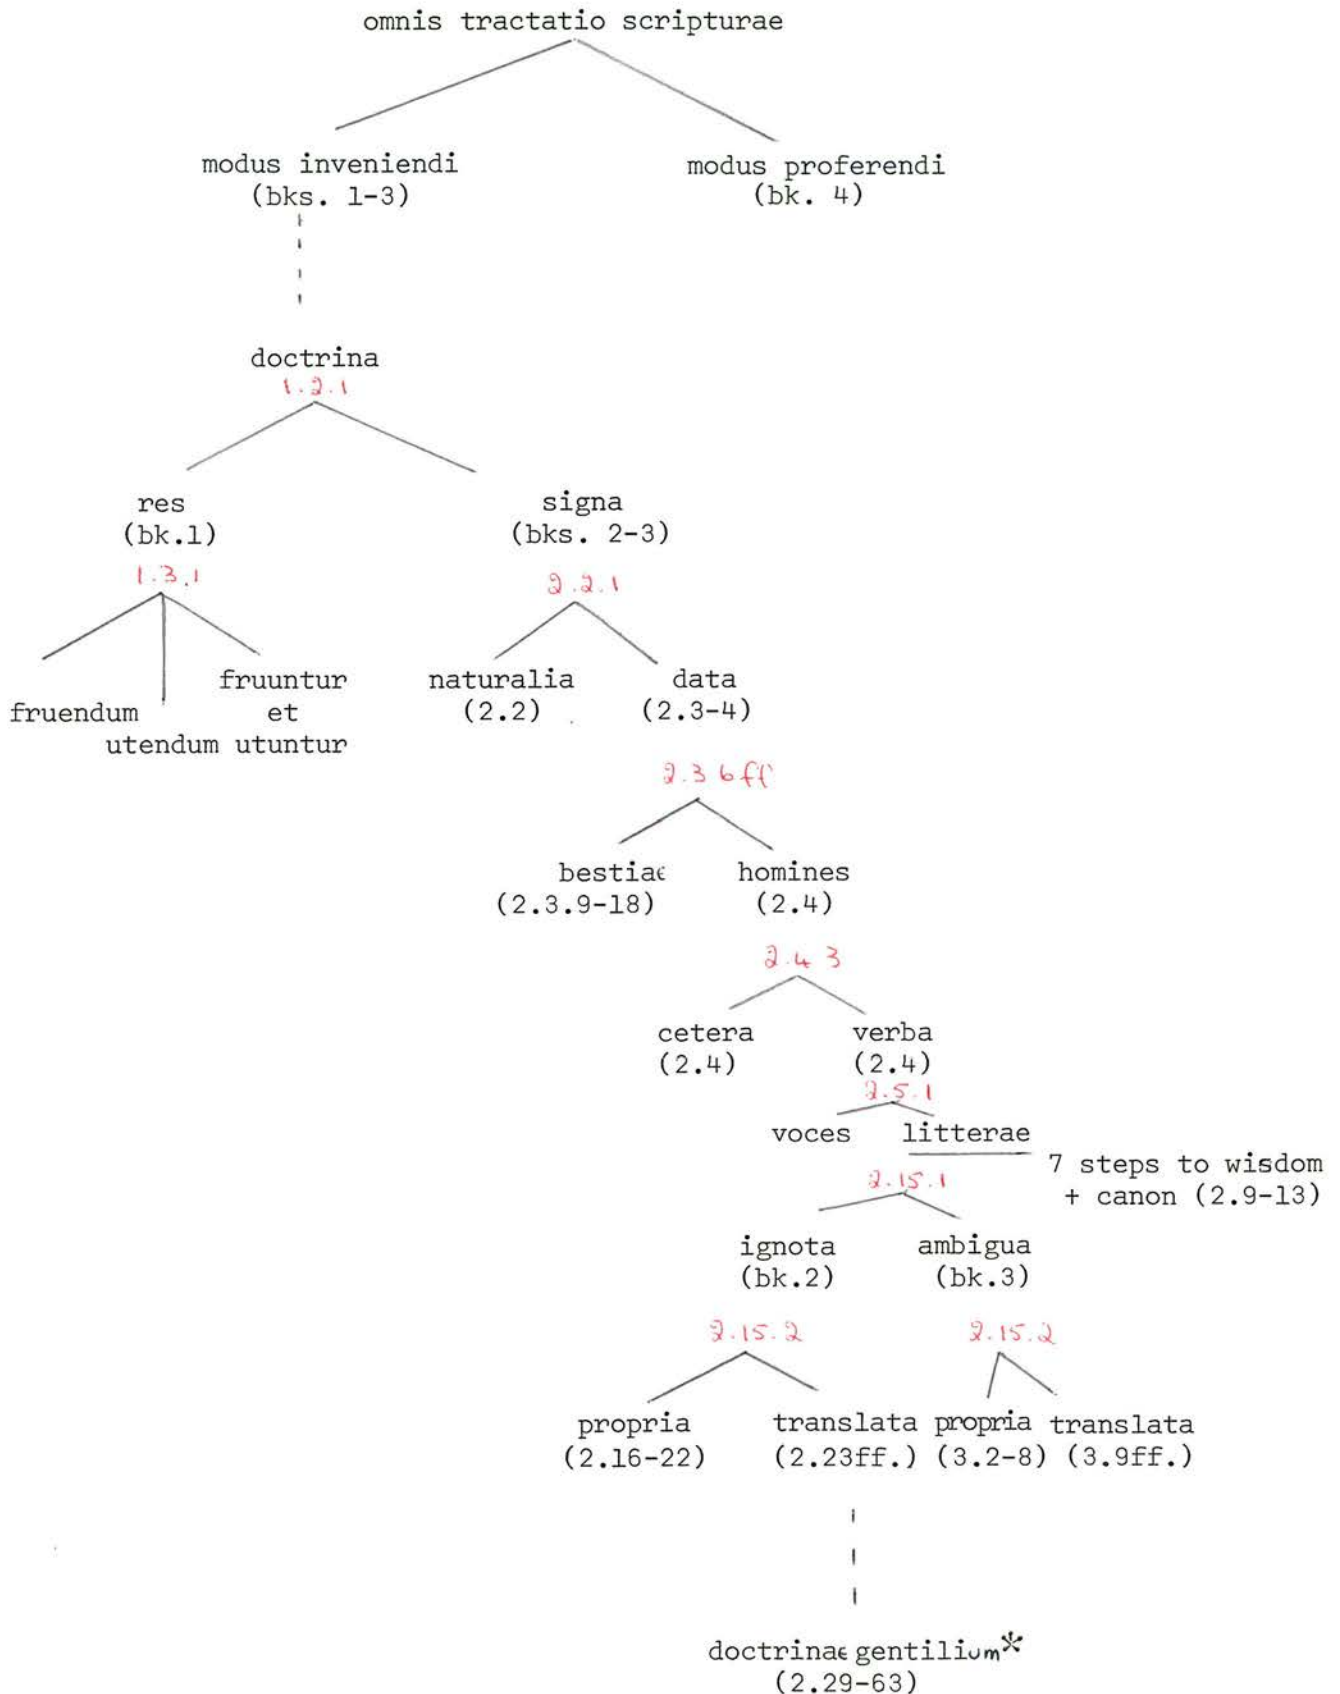 omnis tractatio scripturae
modus inveniendi
(bks. 1-3)
modus proferendi
(bk. 4)
doctrina
1.2.1
res
(bk.1)
signa
(bks. 2-3)
1.3.1
2.2.1
fruendum
utendum
fruuntur
et
utuntur
naturalia
(2.2)
data
(2.3-4)
2.3 6ff
bestiae
(2.3.9-18)
homines
(2.4)
2.4 3
cetera
(2.4)
verba
(2.4)
2.5.1
voces
litterae
7 steps to wisdom
+ canon (2.9-13)
2.15.1
ignota
(bk.2)
ambigua
(bk.3)
2.15.2
2.15.2
propria
(2.16-22)
translata
(2.23ff.)
propria
(3.2-8)
translata
(3.9ff.)
doctrinae gentilium*
(2.29-63)